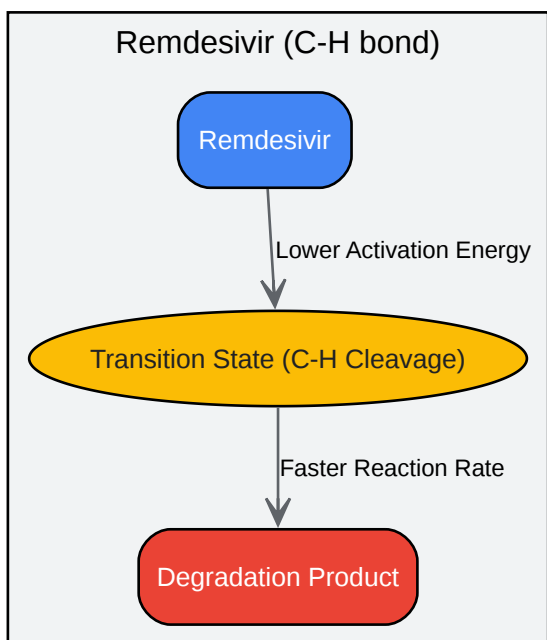 Remdesivir (C-H bond)
Remdesivir
Lower Activation Energy
Transition State (C-H Cleavage)
Faster Reaction Rate
Degradation Product